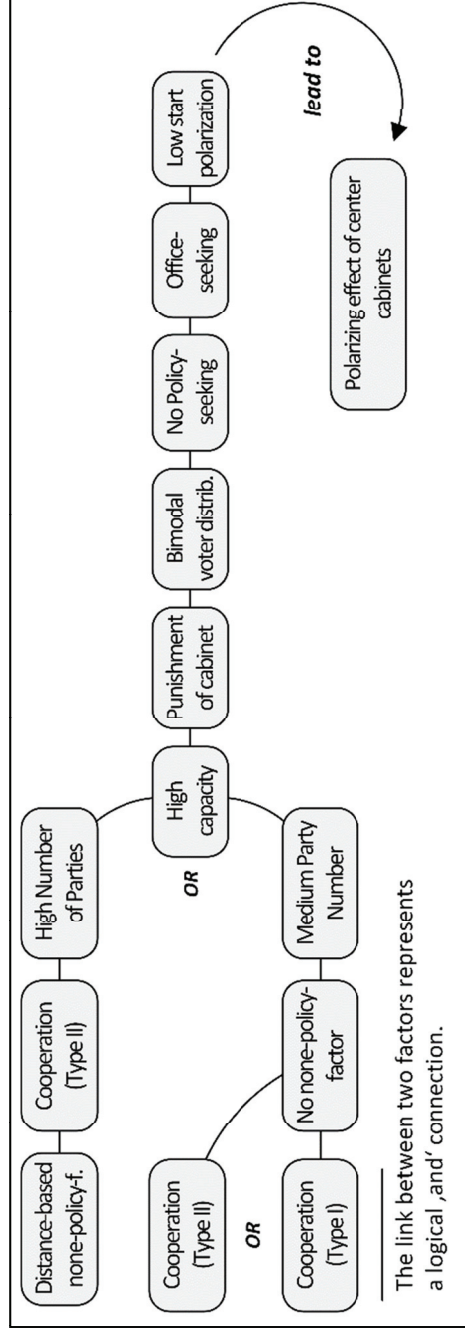 Distance-based
none-policy-f.
Cooperation
(Type II)
High Number
of Parties
Cooperation
(Type II)
OR
Cooperation
(Type I)
No none-policy-
factor
Medium Party
Number
OR
High
capacity
Punishment
of cabinet
Bimodal
voter distrib.
No Policy-
seeking
Office-
seeking
Low start
polarization
lead to
Polarizing effect of center
cabinets
The link between two factors represents
a logical ‚and‘ connection.